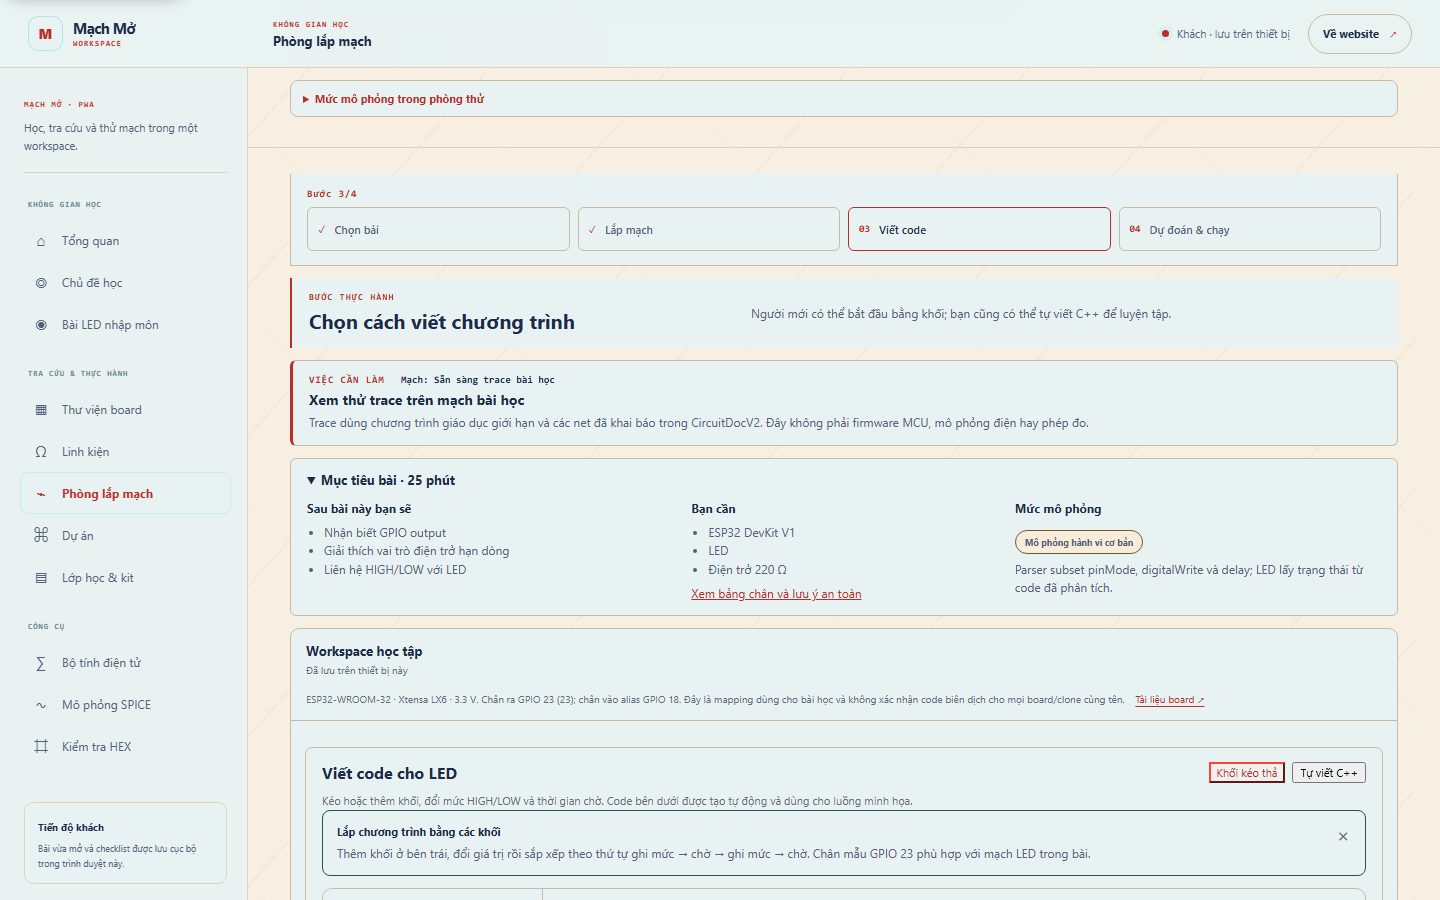 M
Mạch Mở
WORKSPACE
KHÔNG GIAN HỌC
Phòng lắp mạch
Khách · lưu trên thiết bị
Về website ↗
MẠCH MỞ · PWA
Học, tra cứu và thử mạch trong một
workspace.
KHÔNG GIAN HỌC
Tổng quan
Chủ đề học
Bài LED nhập môn
TRA CỨU & THỰC HÀNH
Thư viện board
Linh kiện
Phòng lắp mạch
Dự án
Lớp học & kit
CÔNG CỤ
Bộ tính điện tử
Mô phỏng SPICE
Kiểm tra HEX
Tiến độ khách
Bài vừa mở và checklist được lưu cục bộ
trong trình duyệt này.
Mức mô phỏng trong phòng thử
Bước 3/4
✓ Chọn bài
✓ Lắp mạch
03 Viết code
04 Dự đoán & chạy
BƯỚC THỰC HÀNH
Chọn cách viết chương trình
Người mới có thể bắt đầu bằng khối; bạn cũng có thể tự viết C++ để luyện tập.
VIỆC CẦN LÀM Mạch: Sẵn sàng trace bài học
Xem thử trace trên mạch bài học
Trace dùng chương trình giáo dục giới hạn và các net đã khai báo trong CircuitDocV2. Đây không phải firmware MCU, mô phỏng điện hay phép đo.
Mục tiêu bài · 25 phút
Sau bài này bạn sẽ
• Nhận biết GPIO output
• Giải thích vai trò điện trở hạn dòng
• Liên hệ HIGH/LOW với LED
Bạn cần
• ESP32 DevKit V1
• LED
• Điện trở 220 Ω
Xem bảng chân và lưu ý an toàn
Mức mô phỏng
Mô phỏng hành vi cơ bản
Parser subset pinMode, digitalWrite và delay; LED lấy trạng thái từ
code đã phân tích.
Workspace học tập
Đã lưu trên thiết bị này
ESP32-WROOM-32 · Xtensa LX6 · 3.3 V. Chân ra GPIO 23 (23); chân vào alias GPIO 18. Đây là mapping dùng cho bài học và không xác nhận code biên dịch cho mọi board/clone cùng tên. Tài liệu board ↗
Viết code cho LED
Khối kéo thả
Tự viết C++
Kéo hoặc thêm khối, đổi mức HIGH/LOW và thời gian chờ. Code bên dưới được tạo tự động và dùng cho luồng minh họa.
Lắp chương trình bằng các khối
Thêm khối ở bên trái, đổi giá trị rồi sắp xếp theo thứ tự ghi mức → chờ → ghi mức → chờ. Chân mẫu GPIO 23 phù hợp với mạch LED trong bài.